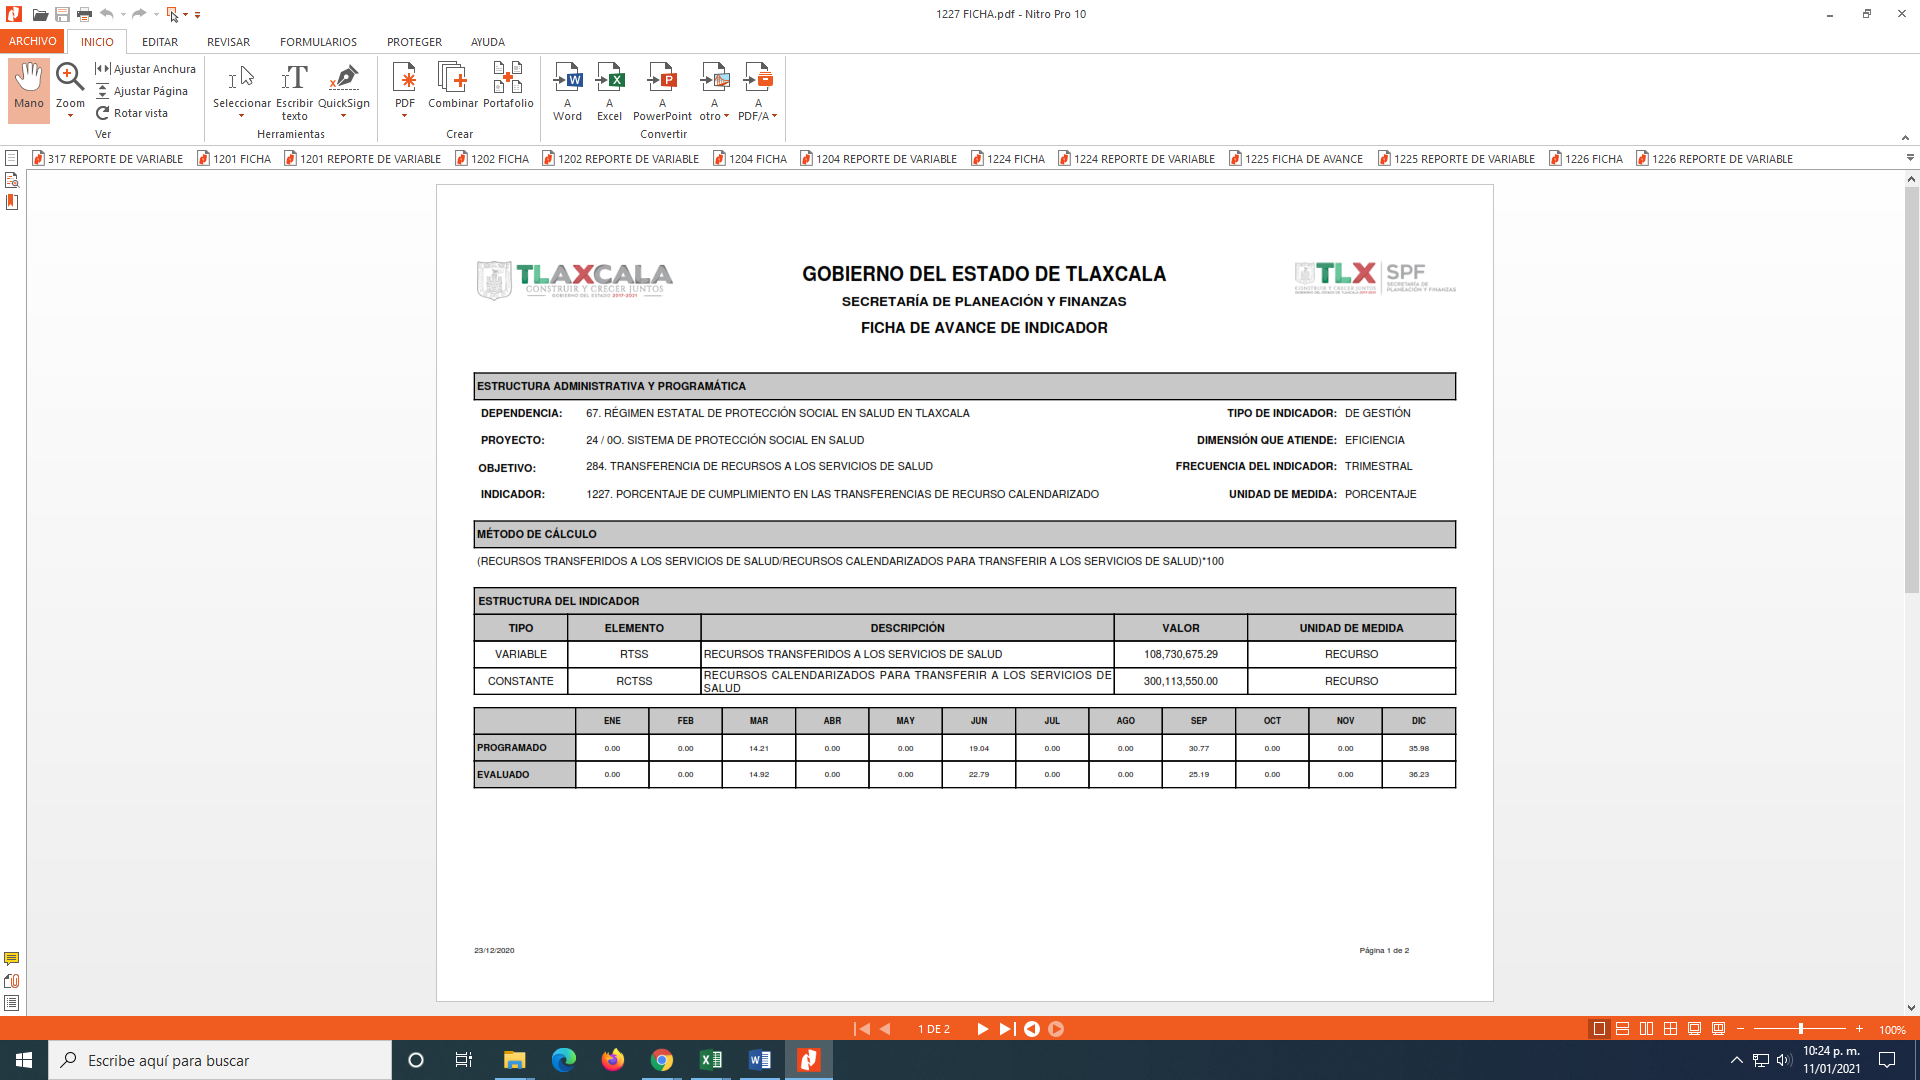 1227 FICHA.pdf - Nitro Pro 10
ARCHIVO INICIO EDITAR REVISAR FORMULARIOS PROTEGER AYUDA
Mano
Zoom
Ajustar Anchura
Ajustar Página
Rotar vista
Ver
Seleccionar
Escribir texto
QuickSign
Herramientas
PDF
Combinar
Portafolio
Crear
A Word
A Excel
A PowerPoint
A otro
A PDF/A
Convertir
317 REPORTE DE VARIABLE 1201 FICHA 1201 REPORTE DE VARIABLE 1202 FICHA 1202 REPORTE DE VARIABLE 1204 FICHA 1204 REPORTE DE VARIABLE 1224 FICHA 1224 REPORTE DE VARIABLE 1225 FICHA DE AVANCE 1225 REPORTE DE VARIABLE 1226 FICHA 1226 REPORTE DE VARIABLE
TLAXCALA
CONSTRUIR Y CRECER JUNTOS
GOBIERNO DEL ESTADO 2017-2021
GOBIERNO DEL ESTADO DE TLAXCALA
SECRETARÍA DE PLANEACIÓN Y FINANZAS
FICHA DE AVANCE DE INDICADOR
TLX SPF
CONSTRUIR Y CRECER JUNTOS
SECRETARÍA DE
PLANEACIÓN Y FINANZAS
ESTRUCTURA ADMINISTRATIVA Y PROGRAMÁTICA
DEPENDENCIA: 67. RÉGIMEN ESTATAL DE PROTECCIÓN SOCIAL EN SALUD EN TLAXCALA TIPO DE INDICADOR: DE GESTIÓN
PROYECTO: 24 / 0O. SISTEMA DE PROTECCIÓN SOCIAL EN SALUD DIMENSIÓN QUE ATIENDE: EFICIENCIA
OBJETIVO: 284. TRANSFERENCIA DE RECURSOS A LOS SERVICIOS DE SALUD FRECUENCIA DEL INDICADOR: TRIMESTRAL
INDICADOR: 1227. PORCENTAJE DE CUMPLIMIENTO EN LAS TRANSFERENCIAS DE RECURSO CALENDARIZADO UNIDAD DE MEDIDA: PORCENTAJE
MÉTODO DE CÁLCULO
(RECURSOS TRANSFERIDOS A LOS SERVICIOS DE SALUD/RECURSOS CALENDARIZADOS PARA TRANSFERIR A LOS SERVICIOS DE SALUD)*100
ESTRUCTURA DEL INDICADOR
TIPO ELEMENTO DESCRIPCIÓN VALOR UNIDAD DE MEDIDA
VARIABLE RTSS RECURSOS TRANSFERIDOS A LOS SERVICIOS DE SALUD 108,730,675.29 RECURSO
CONSTANTE RCTSS RECURSOS CALENDARIZADOS PARA TRANSFERIR A LOS SERVICIOS DE SALUD 300,113,550.00 RECURSO
ENE FEB MAR ABR MAY JUN JUL AGO SEP OCT NOV DIC
PROGRAMADO 0.00 0.00 14.21 0.00 0.00 19.04 0.00 0.00 30.77 0.00 0.00 35.98
EVALUADO 0.00 0.00 14.92 0.00 0.00 22.79 0.00 0.00 25.19 0.00 0.00 36.23
23/12/2020 Página 1 de 2
1 DE 2
100%
Escribe aquí para buscar
10:24 p. m.
11/01/2021